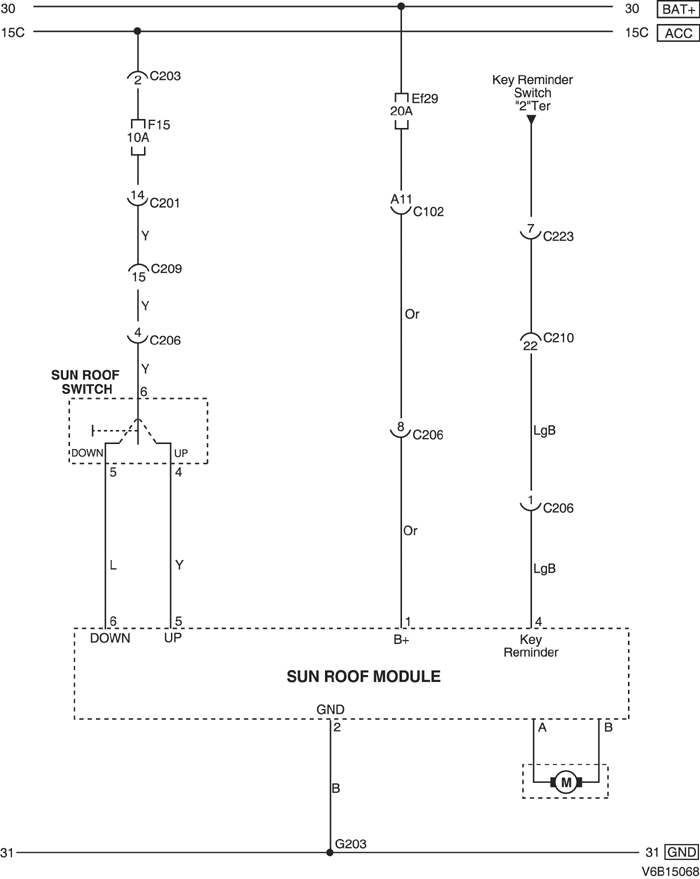 30
30 BAT+
15C
15C ACC
2 C203
F15
10A
14 C201
Y
15 C209
Y
4 C206
Y
SUN ROOF
SWITCH
6
DOWN
UP
5
4
L
Y
6
5
DOWN
UP
Ef29
20A
A11 C102
Or
8 C206
Or
1
B+
Key Reminder
Switch
"2"Ter
7 C223
22 C210
LgB
1 C206
LgB
4
Key
Reminder
SUN ROOF MODULE
GND
2
A
B
M
B
G203
31
31 GND
V6B15068